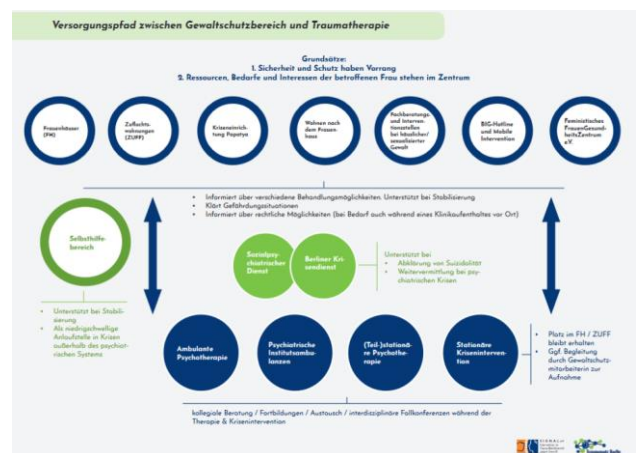 Versorgungspfad zwischen Gewaltschutzbereich und Traumatherapie
Grundsätze:
1. Sicherheit und Schutz haben Vorrang
2. Ressourcen, Bedarfe und Interessen der betroffenen Frau stehen im Zentrum
Frauenhäuser
(FH)
Zufluchts-
wohnungen
(ZUFF)
Kriseneinrich-
tung Papatya
Wohnen nach
dem Frauen-
haus
Fachberatungs-
und Interven-
tionsstellen
bei häuslicher/
sexualisierter
Gewalt
BIG-Hotline
und Mobile
Intervention
Feministisches
FrauenGesund-
heitsZentrum
e.V.
• Informiert über verschiedene Behandlungsmöglichkeiten. Unterstützt bei Stabilisierung
• Klärt Gefährdungssituationen
• Informiert über rechtliche Möglichkeiten (bei Bedarf auch während eines Klinikaufenthaltes vor Ort)
Selbsthilfe-
bereich
Sozialpsy-
chiatrischer
Dienst
Berliner Kri-
sendienst
Unterstützt bei
• Abklärung von Suizidalität
• Weitervermittlung bei psy-
chiatrischen Krisen
• Unterstützt bei Stabili-
sierung
• Als niedrigschwellige
Anlaufstelle in Krisen
außerhalb des psychiat-
rischen Systems
Ambulante
Psychotherapie
Psychiatrische
Institutsambu-
lanzen
(Teil-)stationä-
re Psychothe-
rapie
Stationäre
Kriseninterven-
tion
• Platz im FH / ZUFF
bleibt erhalten
• Ggf. Begleitung
durch Gewaltschutz-
mitarbeiterin zur
Aufnahme
kollegiale Beratung / Fortbildungen / Austausch / interdisziplinäre Fallkonferenzen während der
Therapie & Krisenintervention